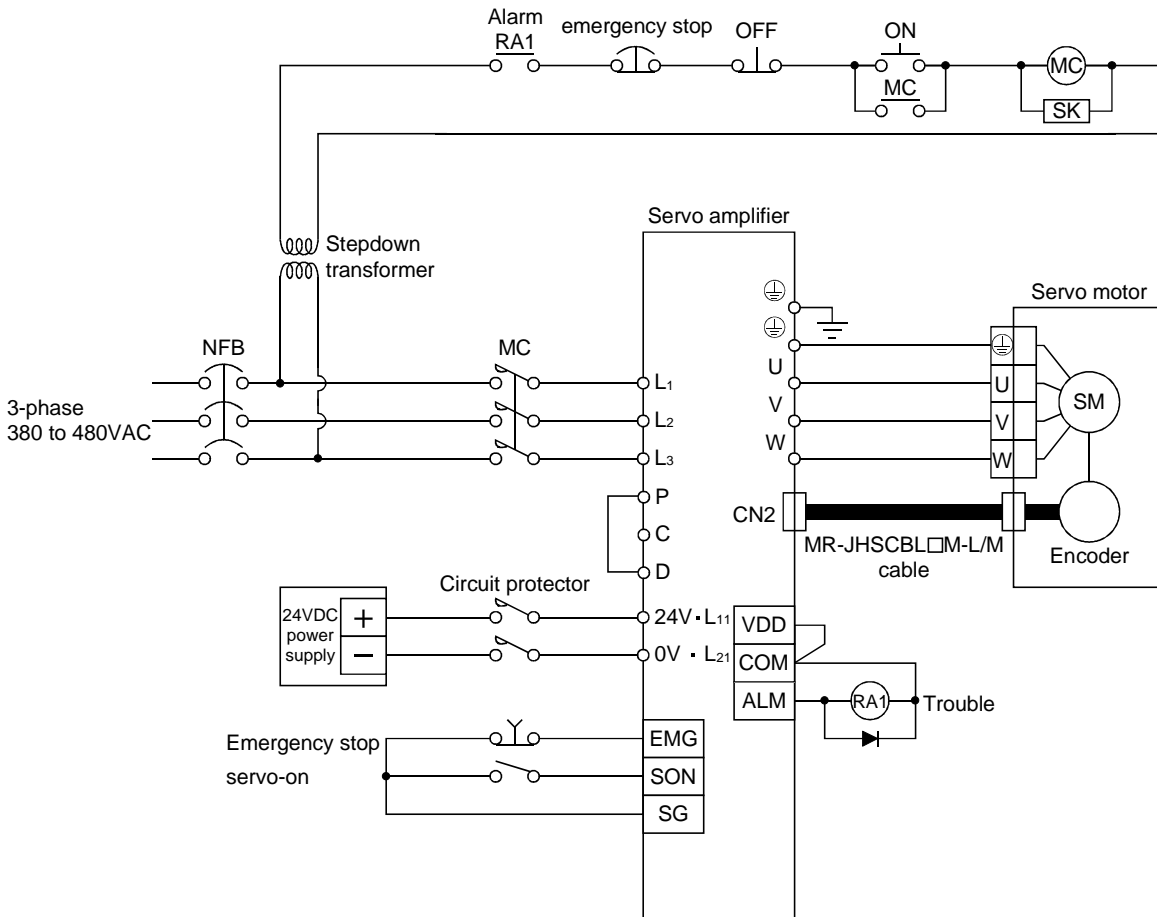 Alarm
RA1
emergency stop
OFF
ON
MC
MC
SK
Stepdown
transformer
Servo amplifier
Servo motor
NFB
MC
3-phase
380 to 480VAC
L₁
L₂
L₃
P
C
D
U
V
W
U
V
W
SM
CN2
MR-JHSCBL□M-L/M
cable
Encoder
Circuit protector
24VDC
power
supply
+
−
24V·L₁₁
0V · L₂₁
VDD
COM
ALM
RA1
Trouble
Emergency stop
servo-on
EMG
SON
SG